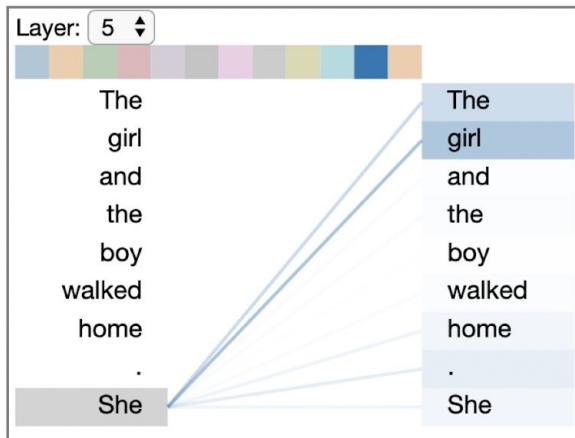 Layer: 5
The The
girl girl
and and
the the
boy boy
walked walked
home home
. .
She She